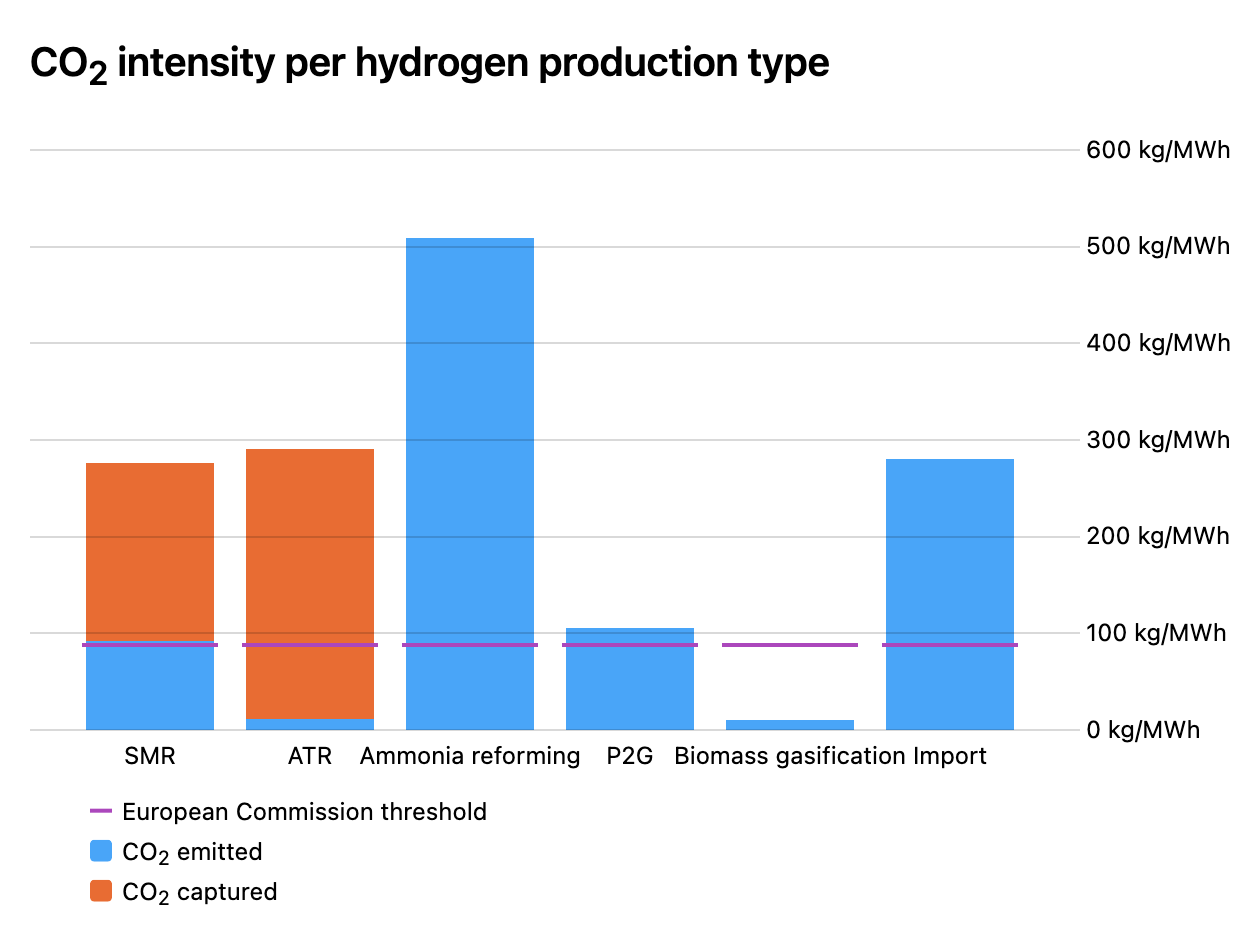 CO₂ intensity per hydrogen production type
600 kg/MWh
500 kg/MWh
400 kg/MWh
300 kg/MWh
200 kg/MWh
100 kg/MWh
0 kg/MWh
SMR ATR Ammonia reforming P2G Biomass gasification Import
European Commission threshold
CO₂ emitted
CO₂ captured